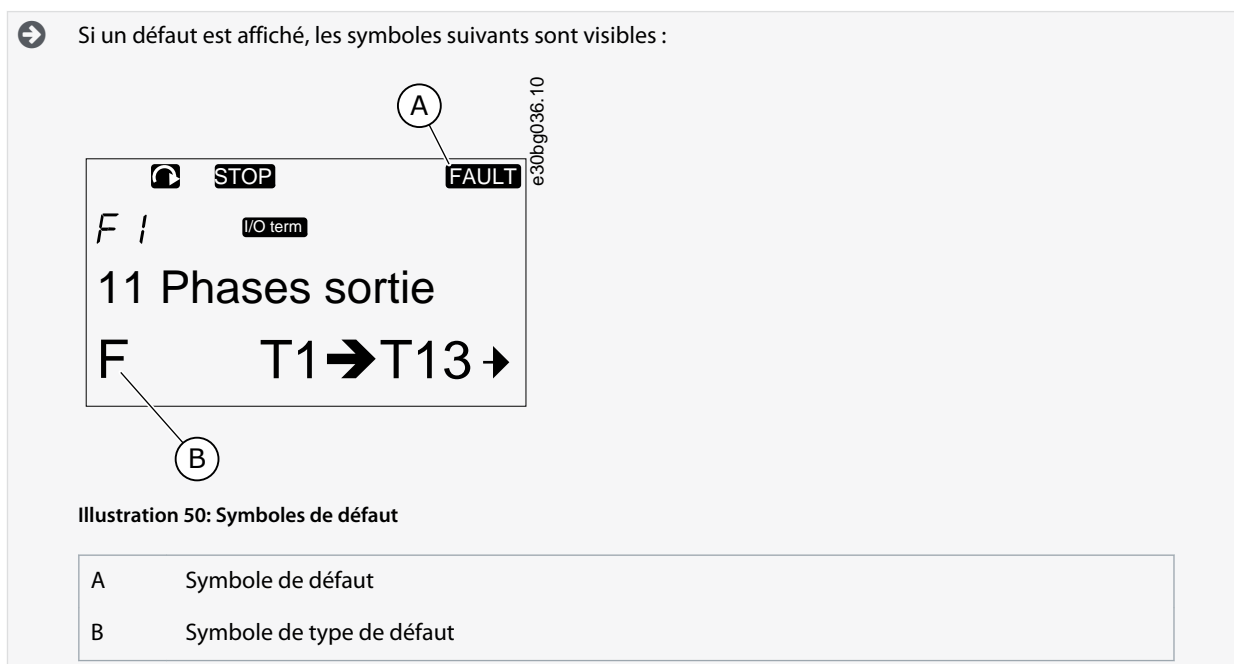 Si un défaut est affiché, les symboles suivants sont visibles :
A
e30bg036.10
STOP
FAULT
F 1
I/O term
11 Phases sortie
F T1➔T13
B
Illustration 50: Symboles de défaut
A Symbole de défaut
B Symbole de type de défaut